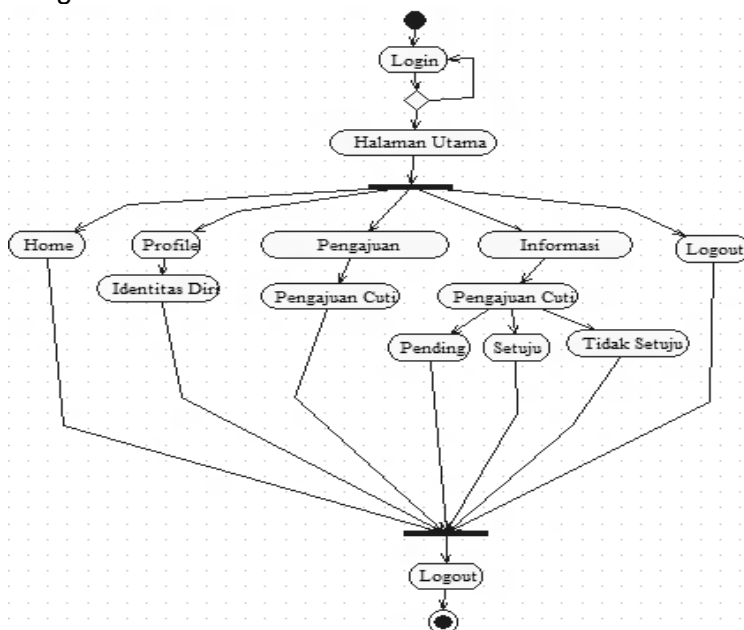 Login
Halaman Utama
Home
Profile
Pengajuan
Informasi
Logout
Identitas Diri
Pengajuan Cuti
Pengajuan Cuti
Pending
Setuju
Tidak Setuju
Logout